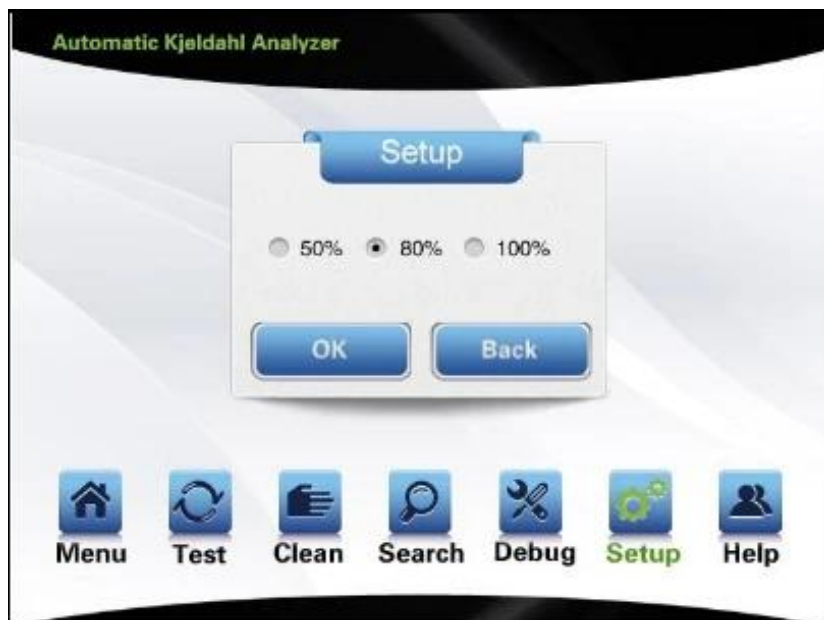 Automatic Kjeldahl Analyzer
Setup
50% 80% 100%
OK Back
Menu Test Clean Search Debug Setup Help